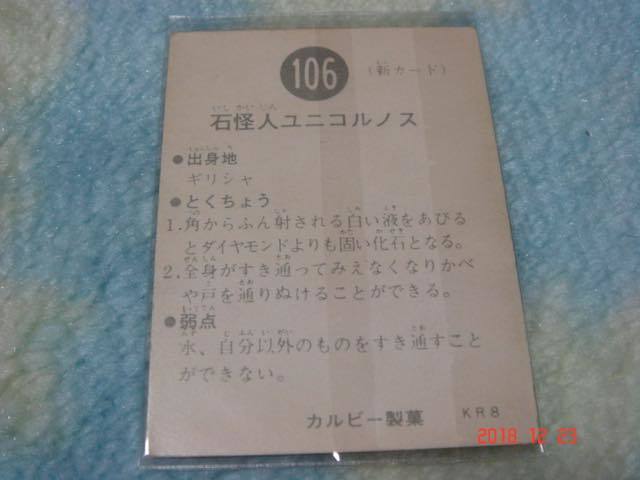 106
(新カード)
石怪人ユニコルノス
●出身地
ギリシャ
●とくちょう
1.角からふん射される白い液をあびる
とダイヤモンドよりも固い化石となる。
2.全身がすき通ってみえなくなりかべ
や戸を通りぬけることができる。
●弱点
水、自分以外のものをすき通すこと
ができない。
カルビー製菓 KR8
2018 12 23